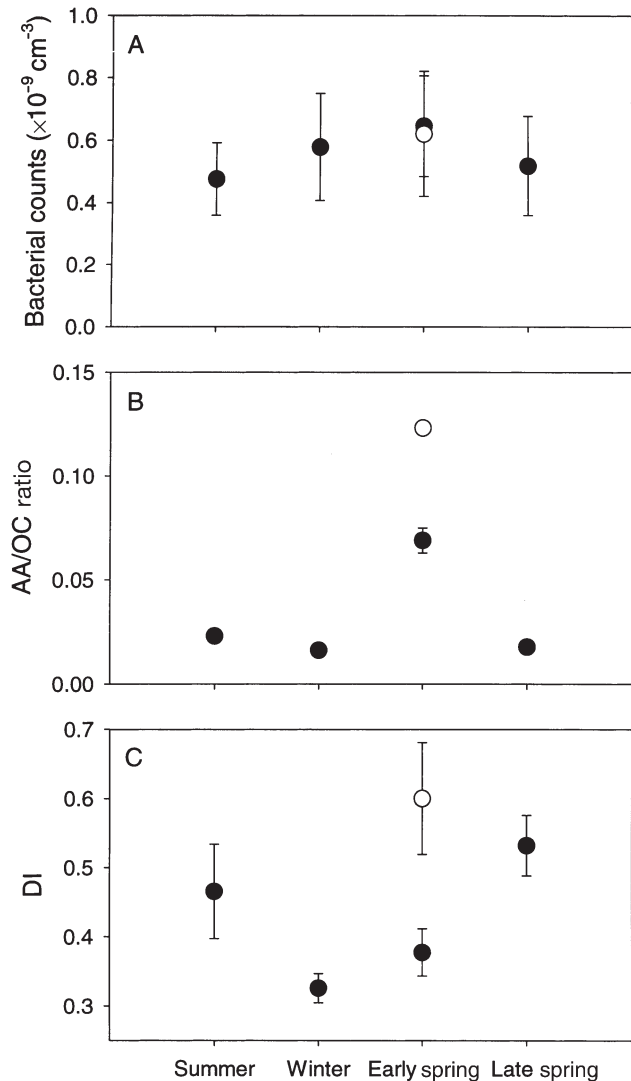 A
Bacterial counts (×10⁻⁹ cm⁻³)
1.0
0.8
0.6
0.4
0.2
0.0
B
AA/OC ratio
0.15
0.10
0.05
0.00
C
DI
0.7
0.6
0.5
0.4
0.3
Summer Winter Early spring Late spring